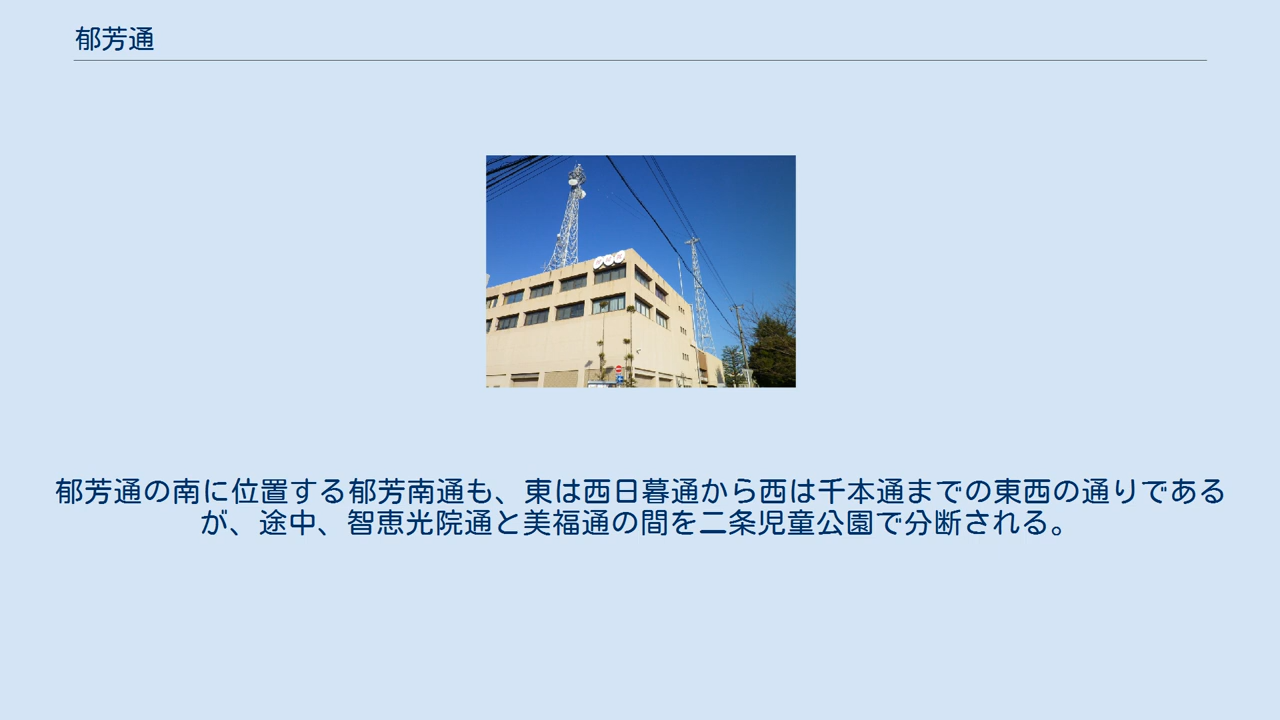 郁芳通
郁芳通の南に位置する郁芳南通も、東は西日暮通から西は千本通までの東西の通りである
が、途中、智恵光院通と美福通の間を二条児童公園で分断される。